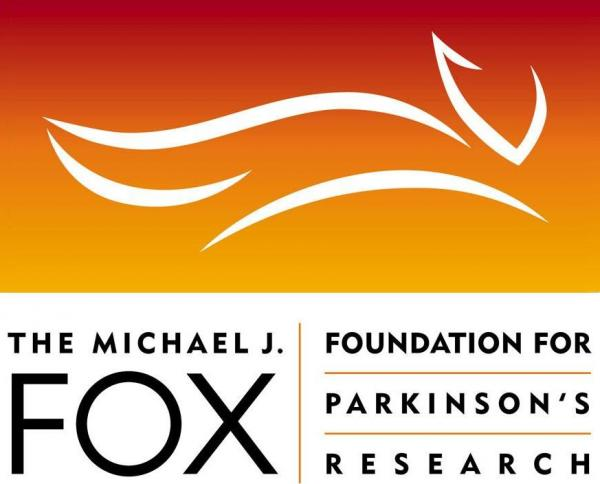 THE MICHAEL J.
FOX
FOUNDATION FOR
PARKINSON'S
RESEARCH